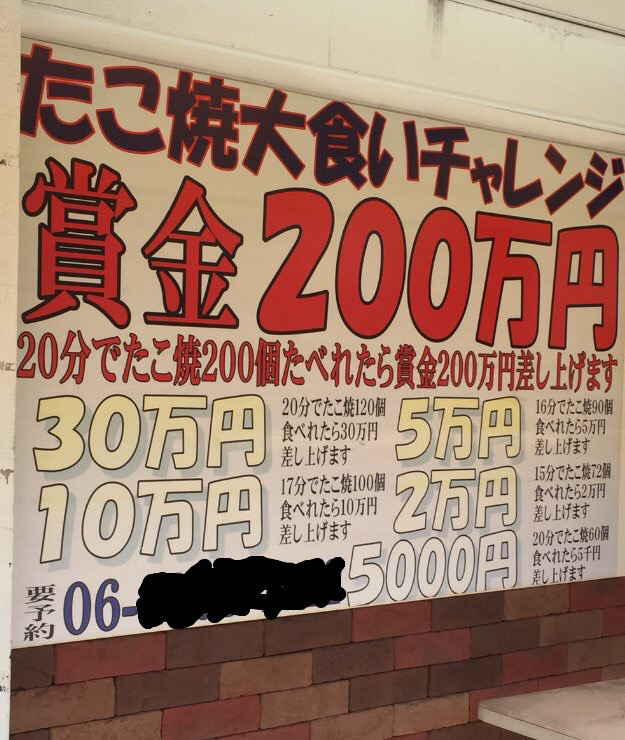 たこ焼大食いチャレンジ
賞金200万円
20分でたこ焼200個たべれたら賞金200万円差し上げます
30万円
20分でたこ焼120個
食べれたら30万円
差し上げます
5万円
16分でたこ焼90個
食べれたら5万円
差し上げます
10万円
17分でたこ焼100個
食べれたら10万円
差し上げます
2万円
15分でたこ焼72個
食べれたら2万円
差し上げます
5000円
20分でたこ焼60個
食べれたら5千円
差し上げます
要予約
06-